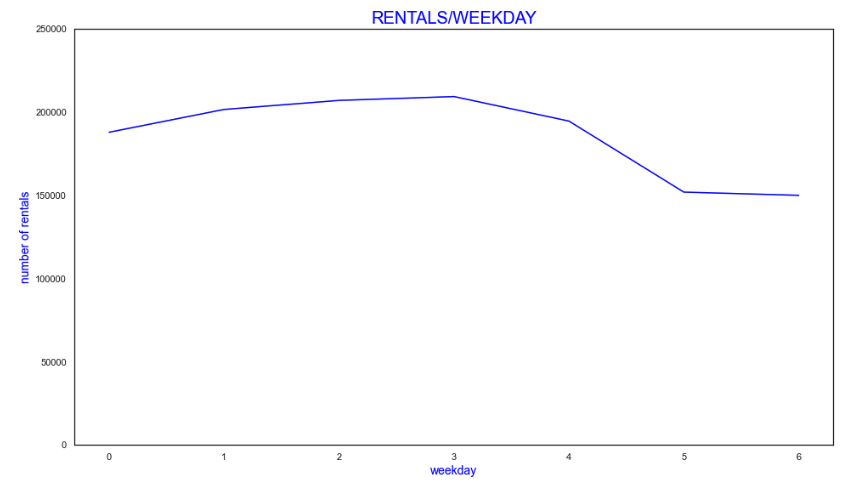 RENTALS/WEEKDAY
250000
200000
150000
100000
50000
0
number of rentals
0 1 2 3 4 5 6
weekday